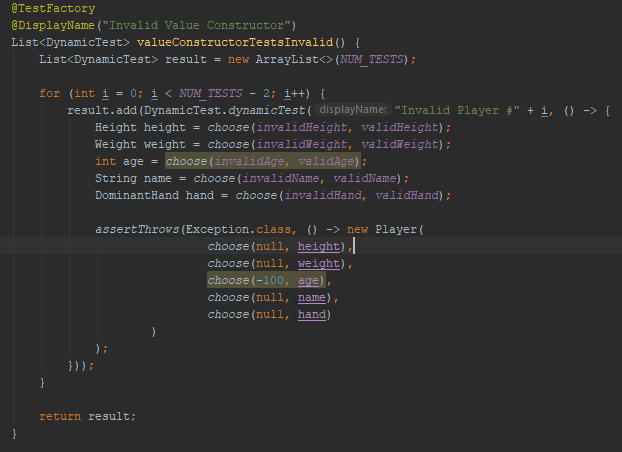 @TestFactory
@DisplayName("Invalid Value Constructor")
List<DynamicTest> valueConstructorTestsInvalid() {
List<DynamicTest> result = new ArrayList<>(NUM_TESTS);
for (int i = 0; i < NUM_TESTS - 2; i++) {
result.add(DynamicTest.dynamicTest( displayName: "Invalid Player #" + i, () -> {
Height height = choose(invalidHeight, validHeight);
Weight weight = choose(invalidWeight, validWeight);
int age = choose(invalidAge, validAge);
String name = choose(invalidName, validName);
DominantHand hand = choose(invalidHand, validHand);
assertThrows(Exception.class, () -> new Player(
choose(null, height),
choose(null, weight),
choose(-100, age),
choose(null, name),
choose(null, hand)
)
);
}));
}
return result;
}